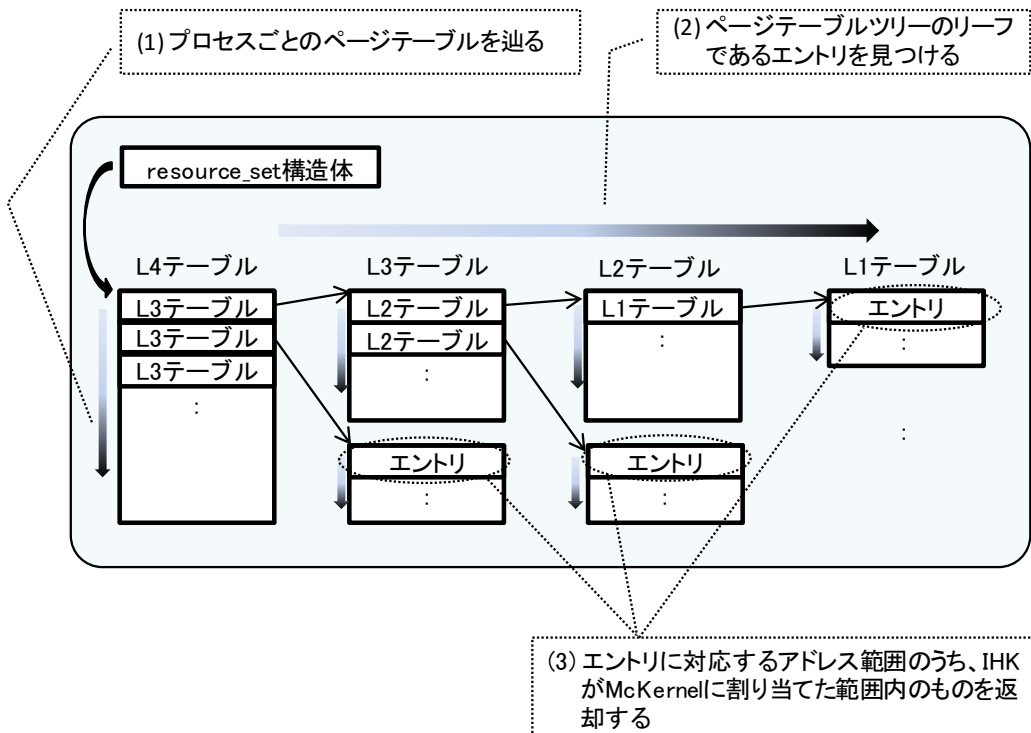 (1) プロセスごとのページテーブルを辿る
(2) ページテーブルツリーのリーフ
であるエントリを見つける
resource_set構造体
L4テーブル
L3テーブル
L3テーブル
L3テーブル
:
L3テーブル
L2テーブル
L2テーブル
:
エントリ
:
L2テーブル
L1テーブル
:
エントリ
:
L1テーブル
エントリ
:
:
(3) エントリに対応するアドレス範囲のうち、IHK
がMcKernelに割り当てた範囲内のものを返
却する